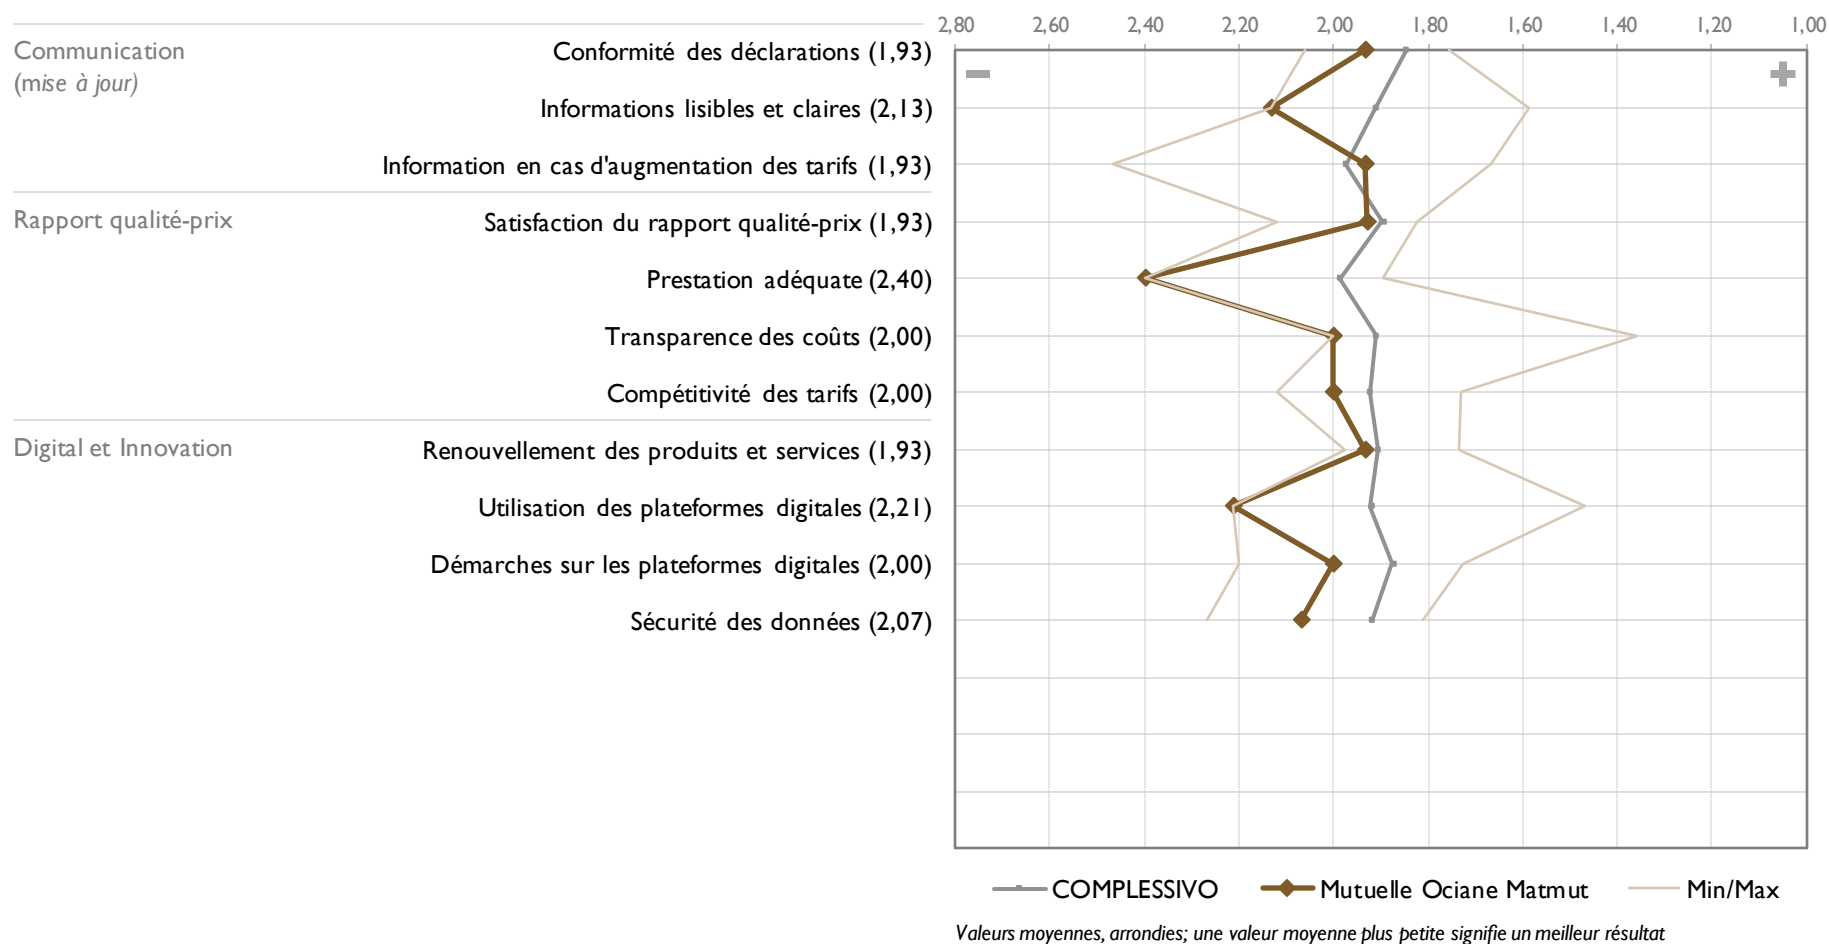 2,80 2,60 2,40 2,20 2,00 1,80 1,60 1,40 1,20 1,00
Communication
(mise à jour)
Conformité des déclarations (1,93)
Informations lisibles et claires (2,13)
Information en cas d'augmentation des tarifs (1,93)
Rapport qualité-prix
Satisfaction du rapport qualité-prix (1,93)
Prestation adéquate (2,40)
Transparence des coûts (2,00)
Compétitivité des tarifs (2,00)
Digital et Innovation
Renouvellement des produits et services (1,93)
Utilisation des plateformes digitales (2,21)
Démarches sur les plateformes digitales (2,00)
Sécurité des données (2,07)
COMPLESSIVO Mutuelle Ociane Matmut Min/Max
Valeurs moyennes, arrondies; une valeur moyenne plus petite signifie un meilleur résultat